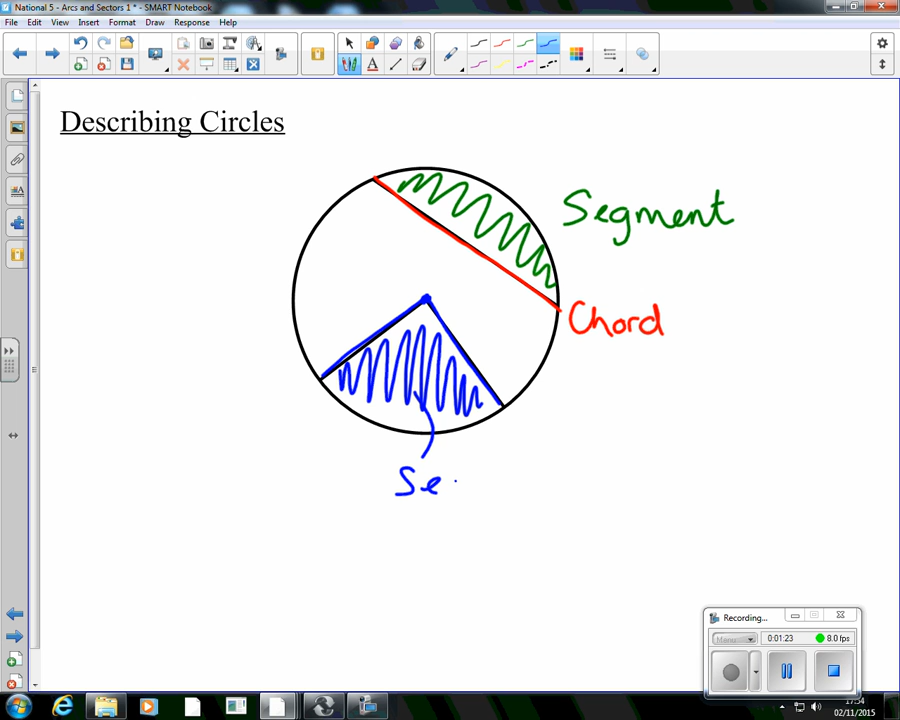 National 5 - Arcs and Sectors 1 * - SMART Notebook
File Edit View Insert Format Draw Response Help
Describing Circles
Segment
Chord
Se
Recording...
Menu
0:01:23
8.0 fps
17:54
02/11/2015